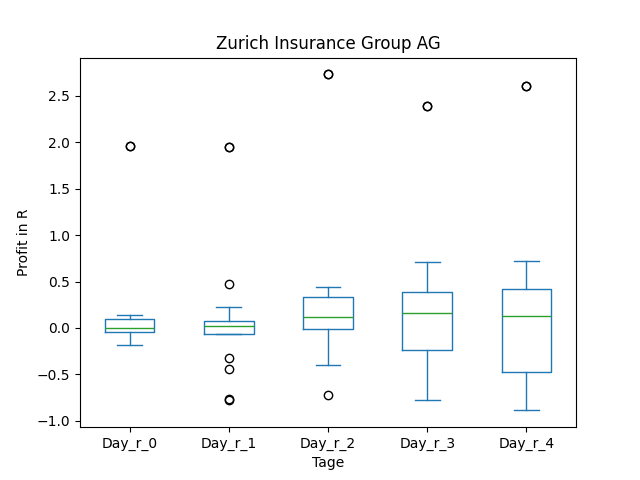 Zurich Insurance Group AG
2.5
2.0
1.5
1.0
0.5
0.0
−0.5
−1.0
Profit in R
Day_r_0 Day_r_1 Day_r_2 Day_r_3 Day_r_4
Tage